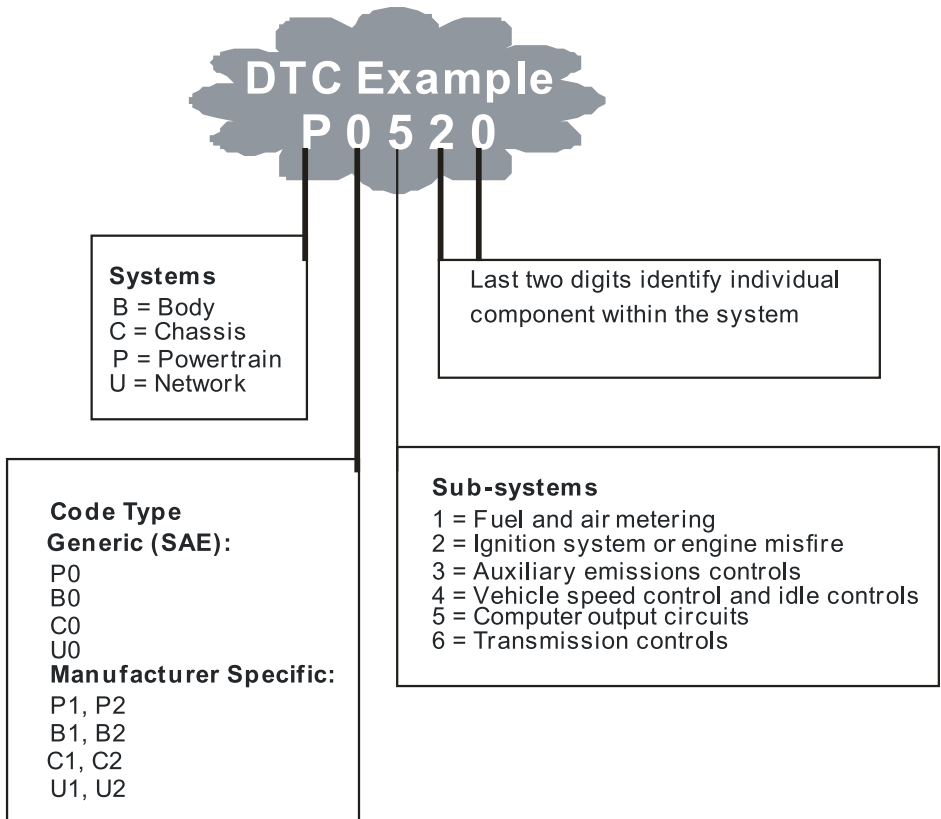 DTC Example
P 0 5 2 0
Systems
B = Body
C = Chassis
P = Powertrain
U = Network
Last two digits identify individual
component within the system
Code Type
Generic (SAE):
P0
B0
C0
U0
Manufacturer Specific:
P1, P2
B1, B2
C1, C2
U1, U2
Sub-systems
1 = Fuel and air metering
2 = Ignition system or engine misfire
3 = Auxiliary emissions controls
4 = Vehicle speed control and idle controls
5 = Computer output circuits
6 = Transmission controls